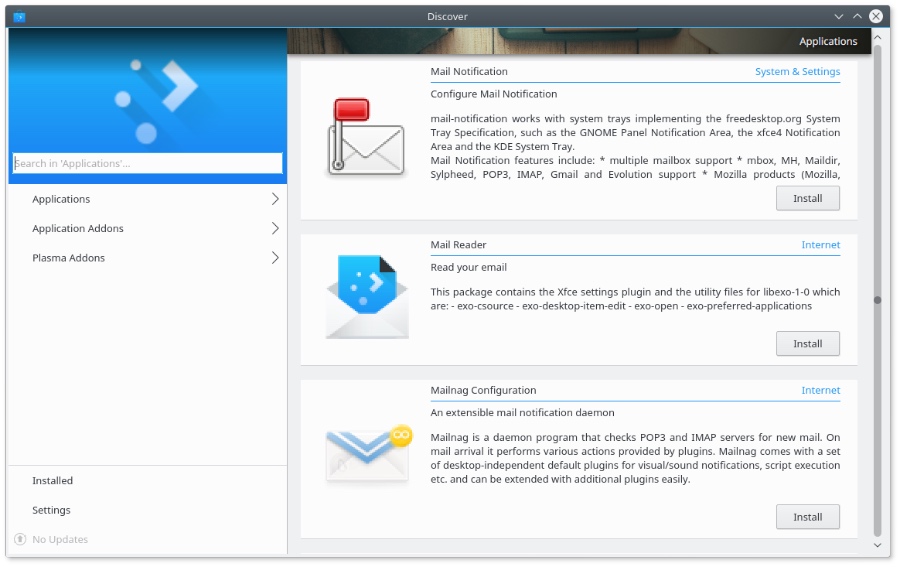 Discover
Applications
Search in 'Applications'...
Applications
Application Addons
Plasma Addons
Installed
Settings
No Updates
Mail Notification
System & Settings
Configure Mail Notification
mail-notification works with system trays implementing the freedesktop.org System
Tray Specification, such as the GNOME Panel Notification Area, the xfce4 Notification
Area and the KDE System Tray.
Mail Notification features include: * multiple mailbox support * mbox, MH, Maildir,
Sylpheed, POP3, IMAP, Gmail and Evolution support * Mozilla products (Mozilla,
Install
Mail Reader
Internet
Read your email
This package contains the Xfce settings plugin and the utility files for libexo-1-0 which
are: - exo-csource - exo-desktop-item-edit - exo-open - exo-preferred-applications
Install
Mailnag Configuration
Internet
An extensible mail notification daemon
Mailnag is a daemon program that checks POP3 and IMAP servers for new mail. On
mail arrival it performs various actions provided by plugins. Mailnag comes with a set
of desktop-independent default plugins for visual/sound notifications, script execution
etc. and can be extended with additional plugins easily.
Install